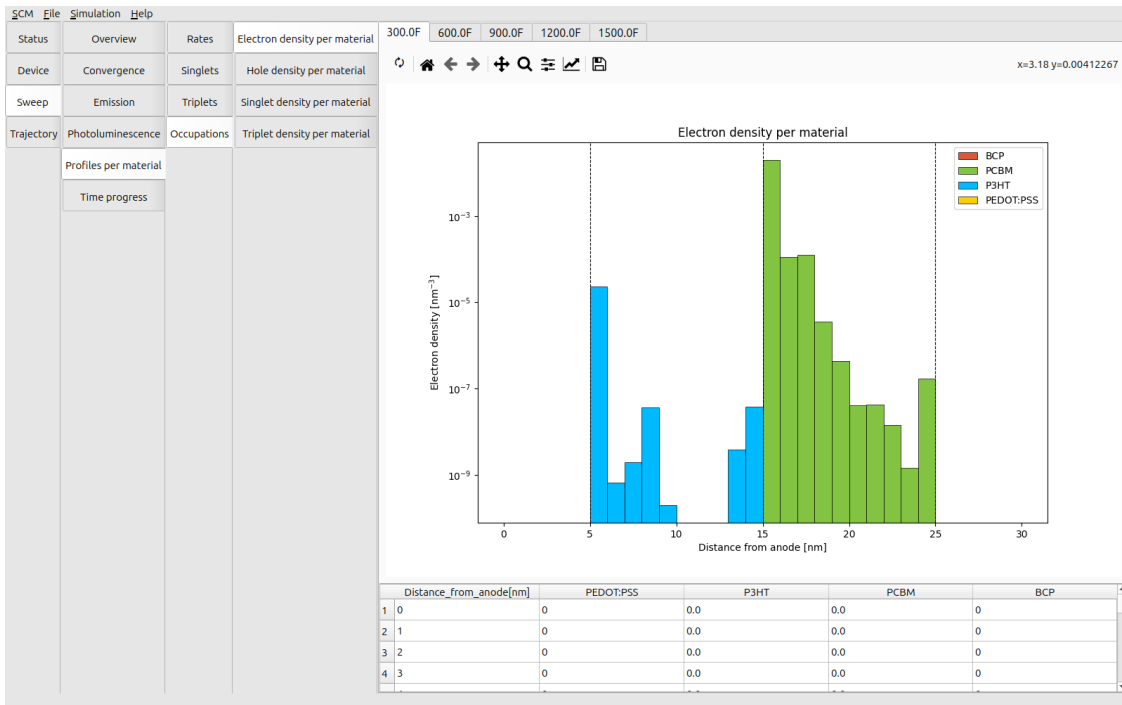 SCM File Simulation Help
Status Overview Rates Electron density per material
Device Convergence Singlets Hole density per material
Sweep Emission Triplets Singlet density per material
Trajectory Photoluminescence Occupations Triplet density per material
Profiles per material
Time progress
300.0F 600.0F 900.0F 1200.0F 1500.0F
x=3.18 y=0.00412267
Electron density per material
BCP
PCBM
P3HT
PEDOT:PSS
Electron density [nm⁻³]
10⁻³
10⁻⁵
10⁻⁷
10⁻⁹
0 5 10 15 20 25 30
Distance from anode [nm]
Distance_from_anode[nm] PEDOT:PSS P3HT PCBM BCP
1 0 0 0.0 0.0 0
2 1 0 0.0 0.0 0
3 2 0 0.0 0.0 0
4 3 0 0.0 0.0 0